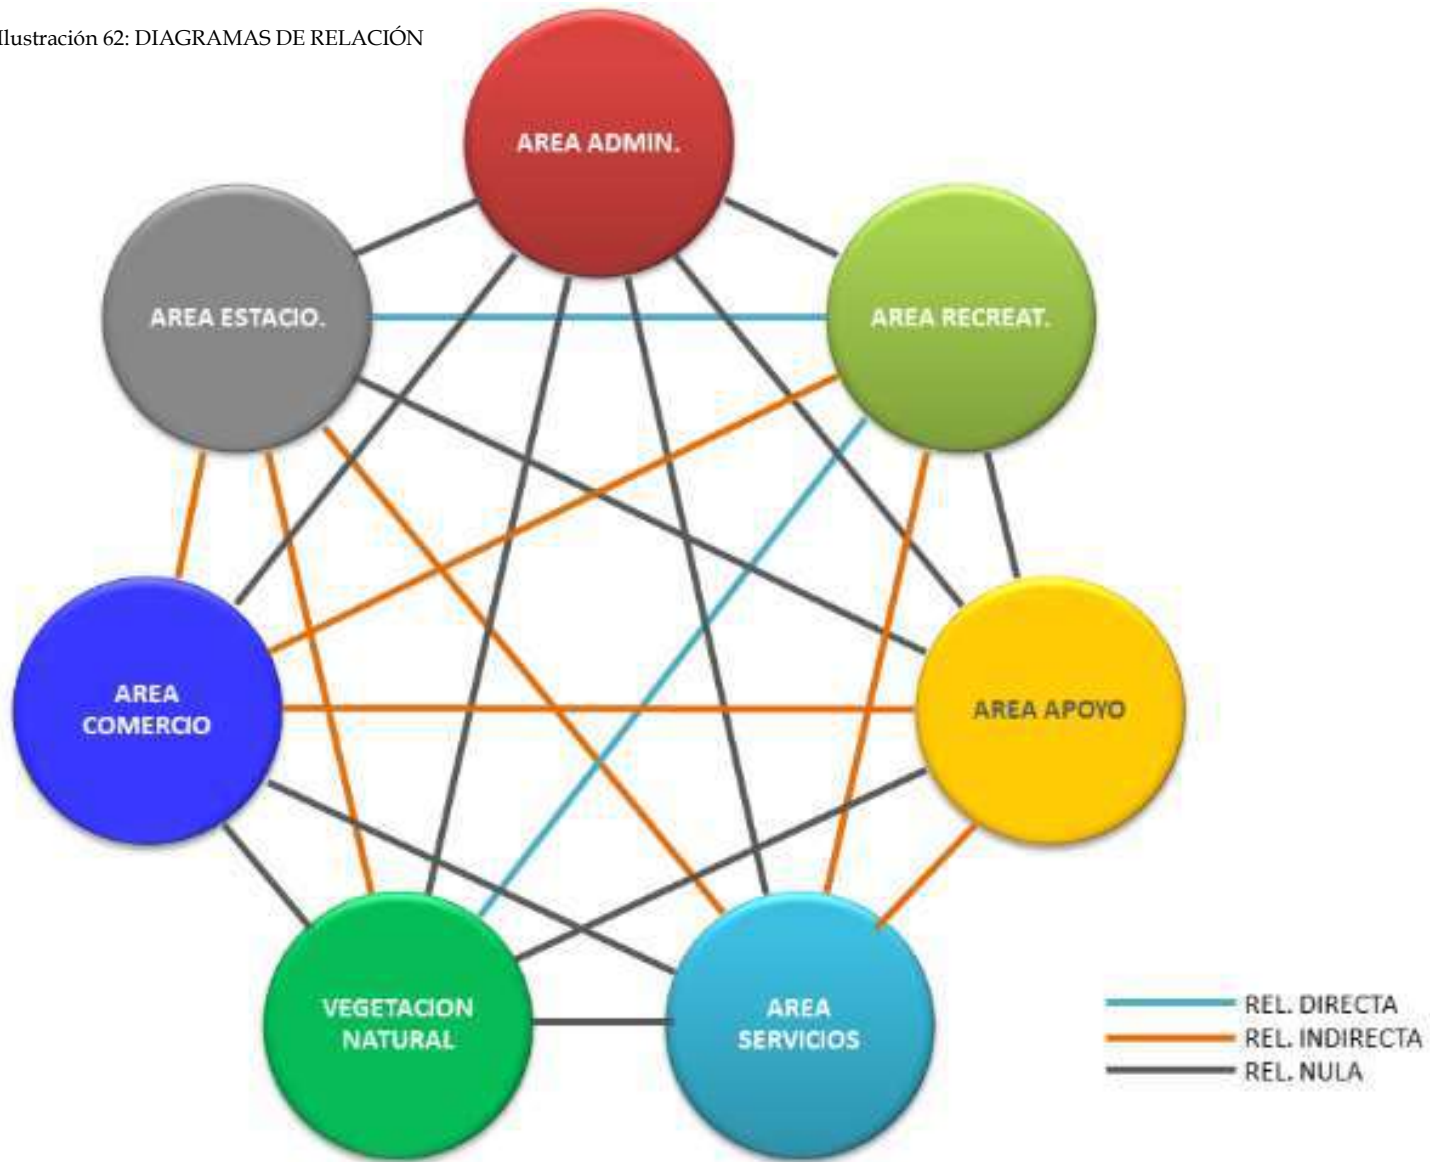 Ilustración 62: DIAGRAMAS DE RELACIÓN
AREA ADMIN.
AREA ESTACIO.
AREA RECREAT.
AREA
COMERCIO
AREA APOYO
VEGETACION
NATURAL
AREA
SERVICIOS
REL. DIRECTA
REL. INDIRECTA
REL. NULA